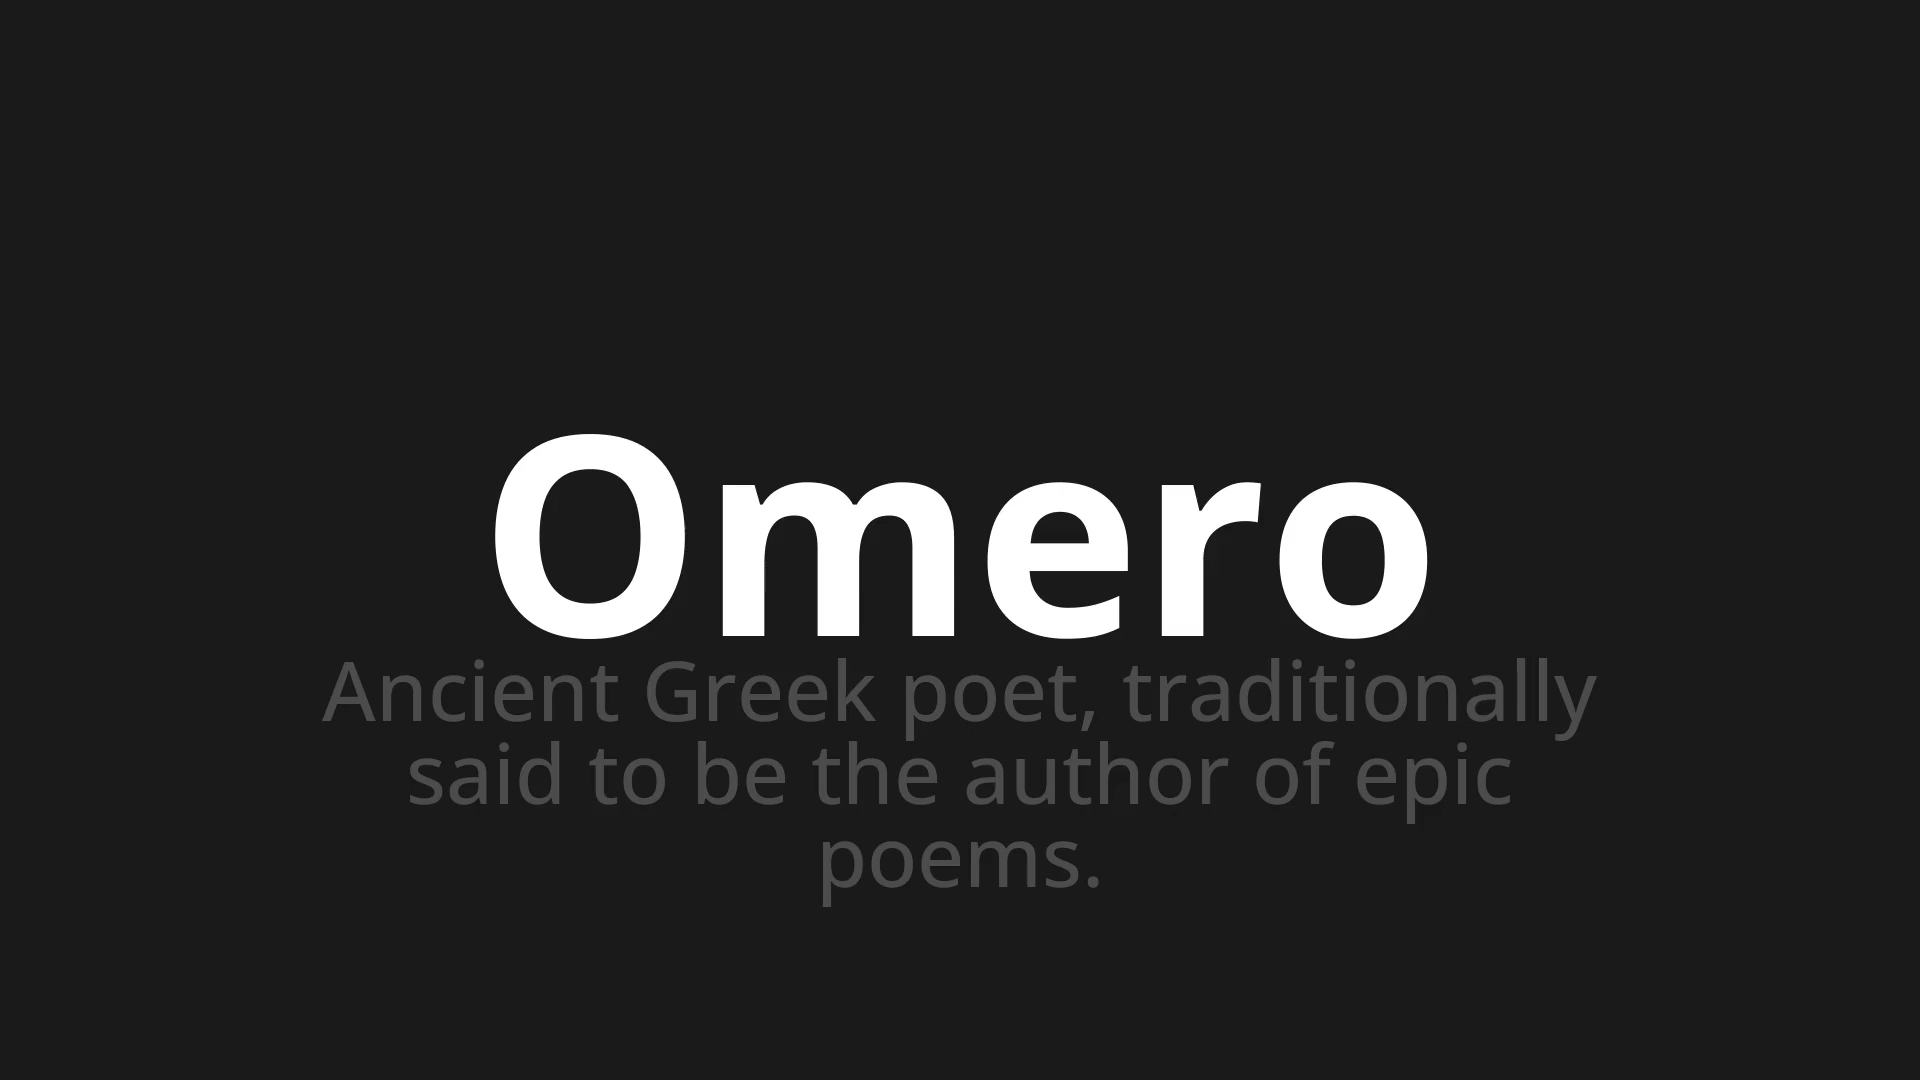 Omero
Ancient Greek poet, traditionally
said to be the author of epic
poems.